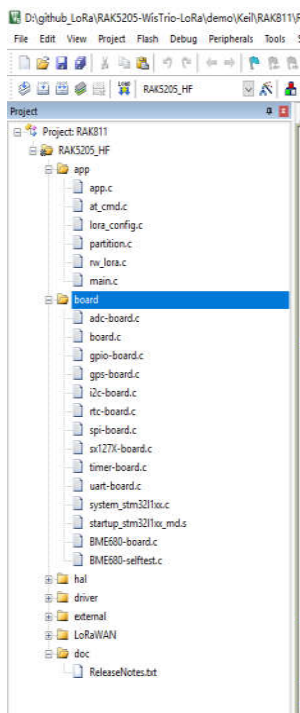 D:\github_LoRa\RAK5205-WisTrio-LoRa\demo\Keil\RAK811\
File Edit View Project Flash Debug Peripherals Tools
RAK5205_HF
Project
Project: RAK811
RAK5205_HF
app
app.c
at_cmd.c
lora_config.c
partition.c
rw_lora.c
main.c
board
adc-board.c
board.c
gpio-board.c
gps-board.c
i2c-board.c
rtc-board.c
spi-board.c
sx127X-board.c
timer-board.c
uart-board.c
system_stm32l1xx.c
startup_stm32l1xx_md.s
BME680-board.c
BME680-selftest.c
hal
driver
external
LoRaWAN
doc
ReleaseNotes.txt